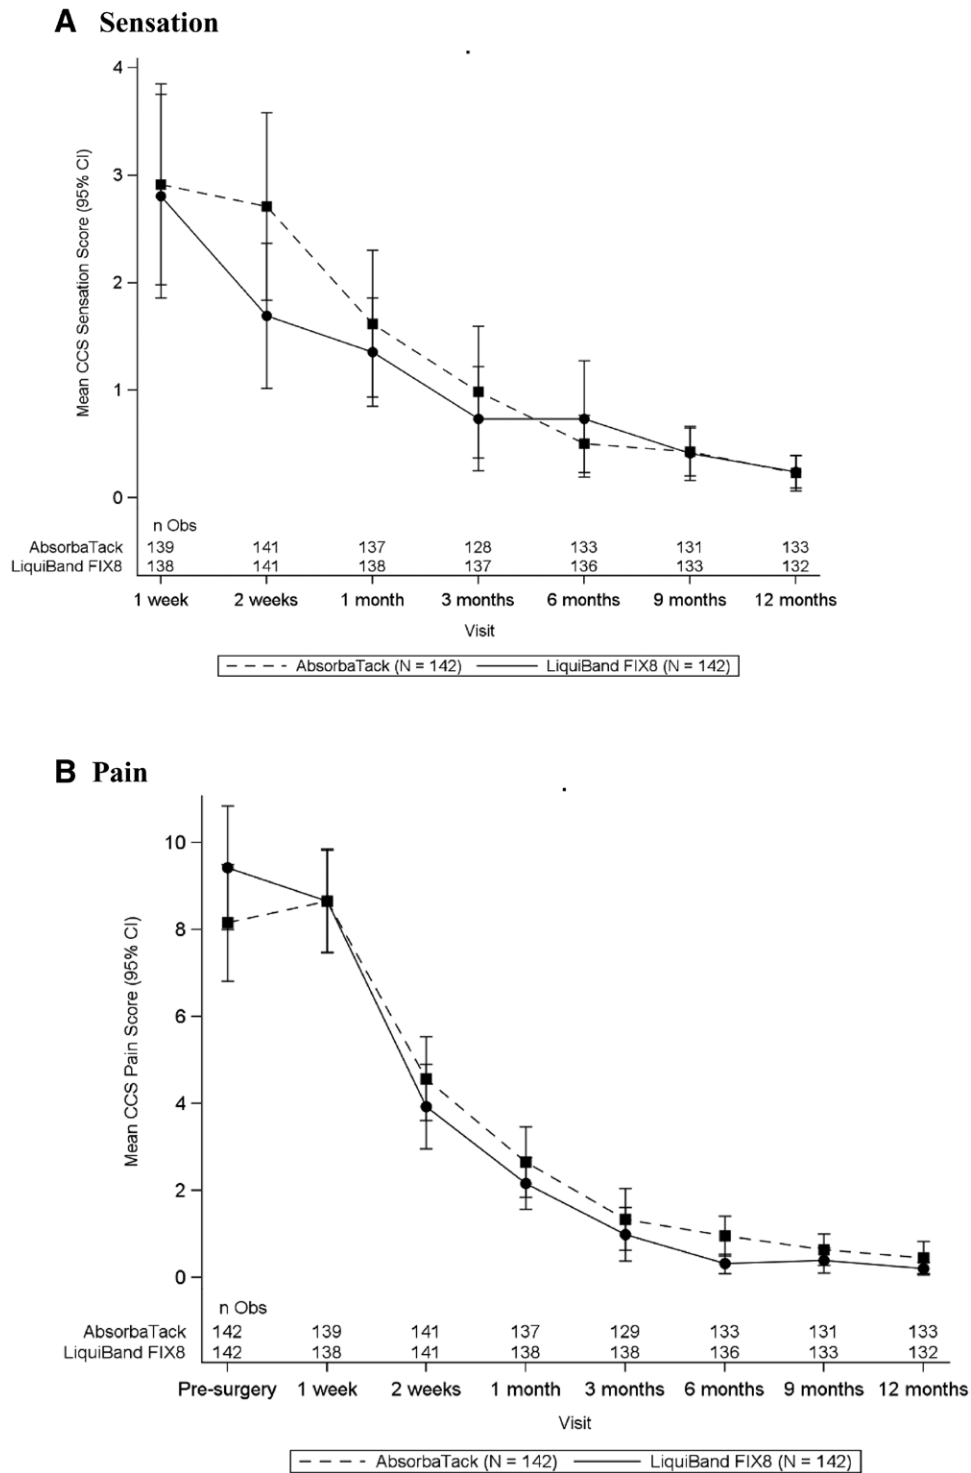 A Sensation
Mean CCS Sensation Score (95% CI)
4
3
2
1
0
n Obs
AbsorbaTack 139 141 137 128 133 131 133
LiquiBand FIX8 138 141 138 137 136 133 132
1 week 2 weeks 1 month 3 months 6 months 9 months 12 months
Visit
AbsorbaTack (N = 142) LiquiBand FIX8 (N = 142)
B Pain
Mean CCS Pain Score (95% CI)
10
8
6
4
2
0
n Obs
AbsorbaTack 142 139 141 137 129 133 131 133
LiquiBand FIX8 142 138 141 138 138 136 133 132
Pre-surgery 1 week 2 weeks 1 month 3 months 6 months 9 months 12 months
Visit
AbsorbaTack (N = 142) LiquiBand FIX8 (N = 142)